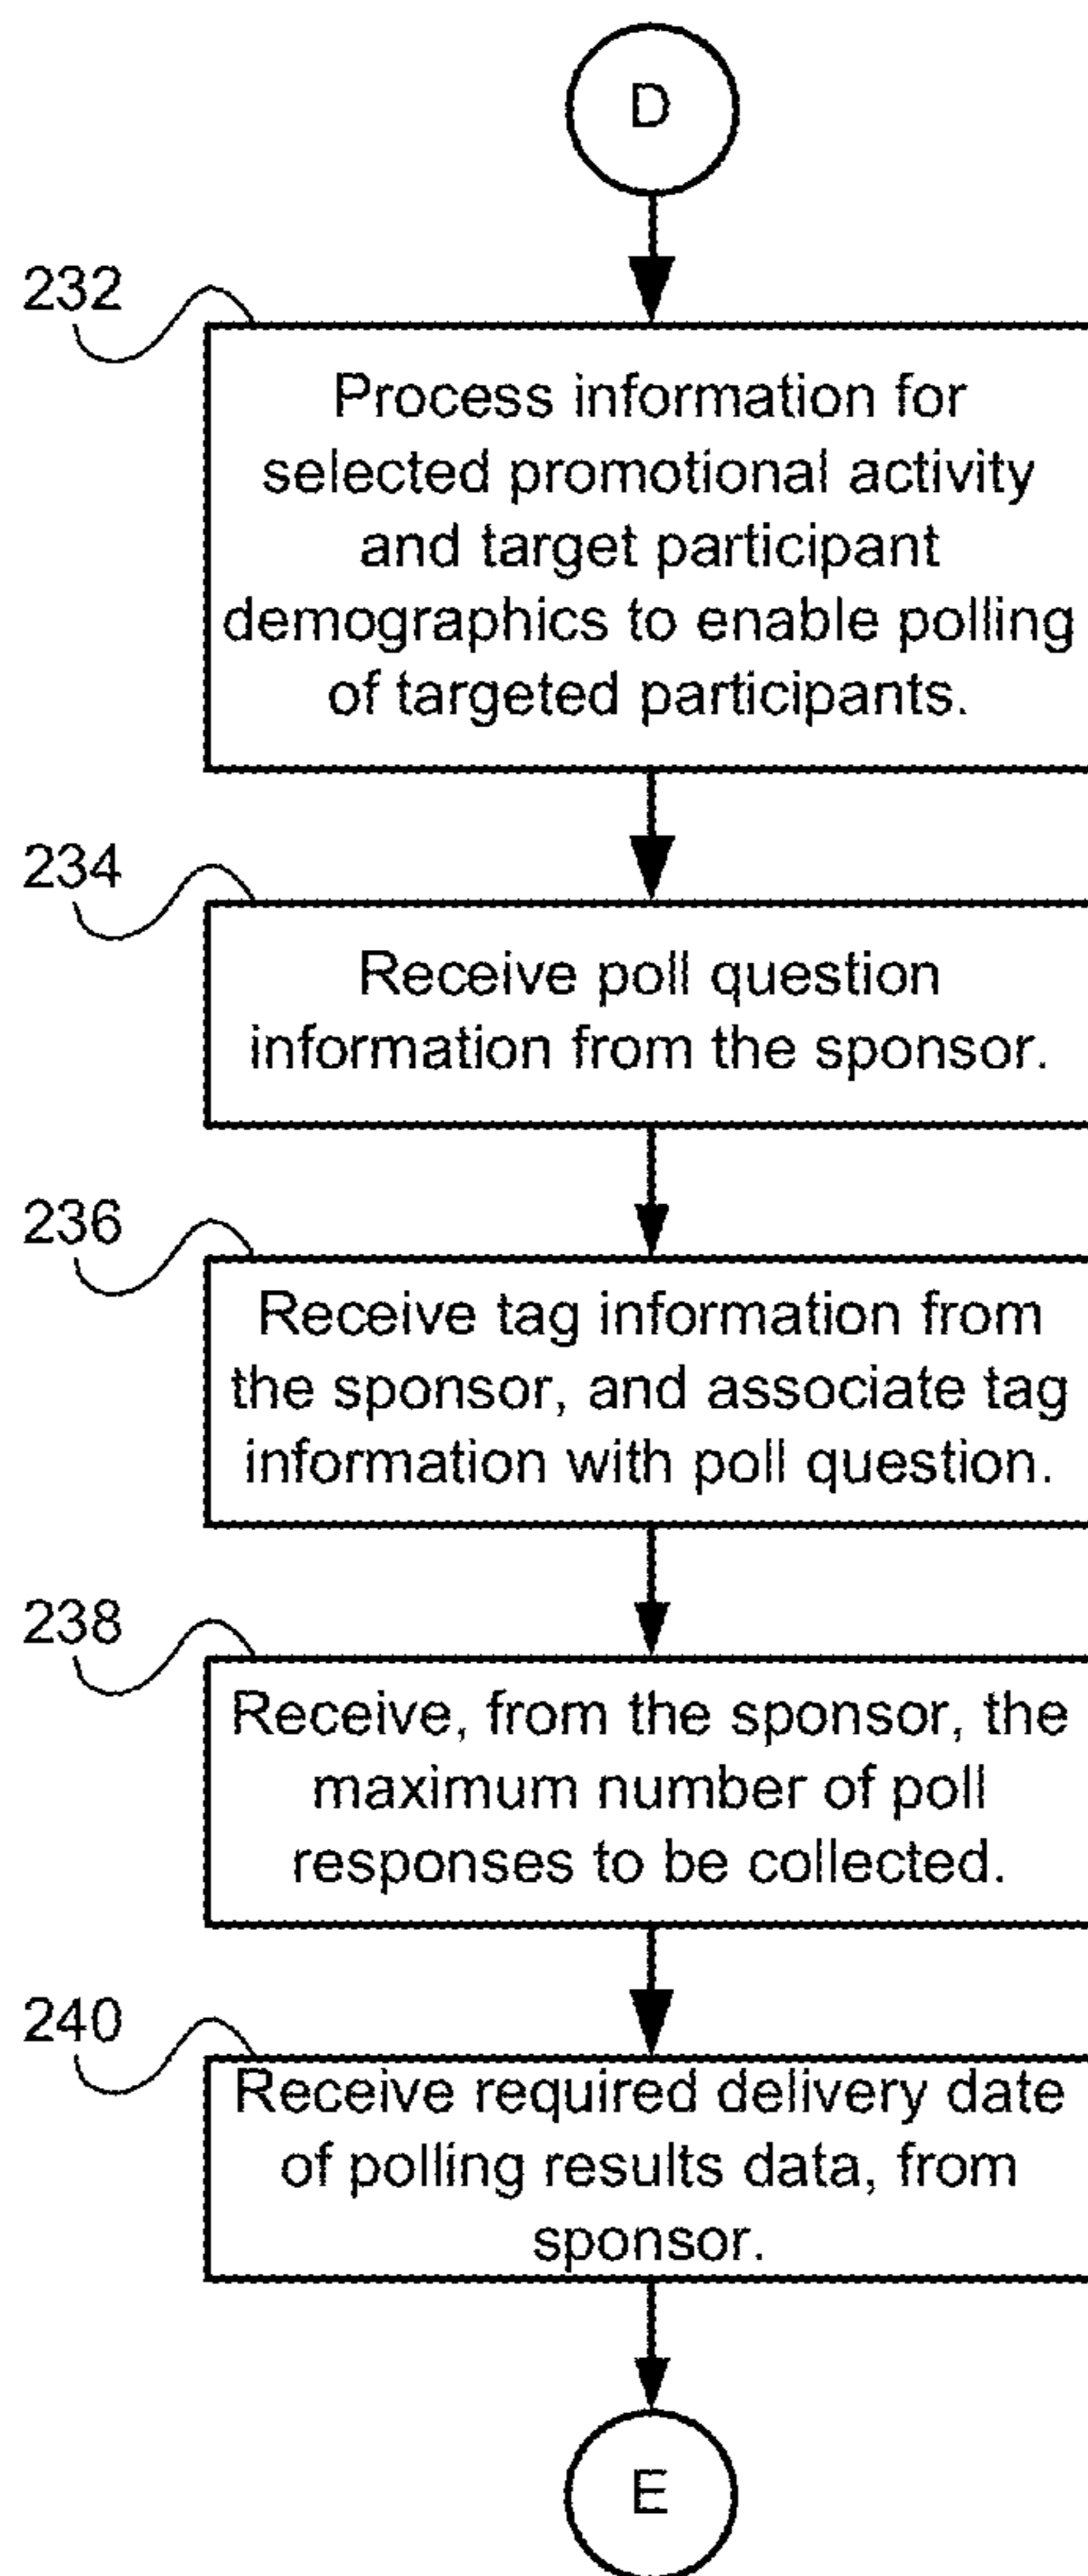 D
232
Process information for
selected promotional activity
and target participant
demographics to enable polling
of targeted participants.
234
Receive poll question
information from the sponsor.
236
Receive tag information from
the sponsor, and associate tag
information with poll question.
238
Receive, from the sponsor, the
maximum number of poll
responses to be collected.
240
Receive required delivery date
of polling results data, from
sponsor.
E